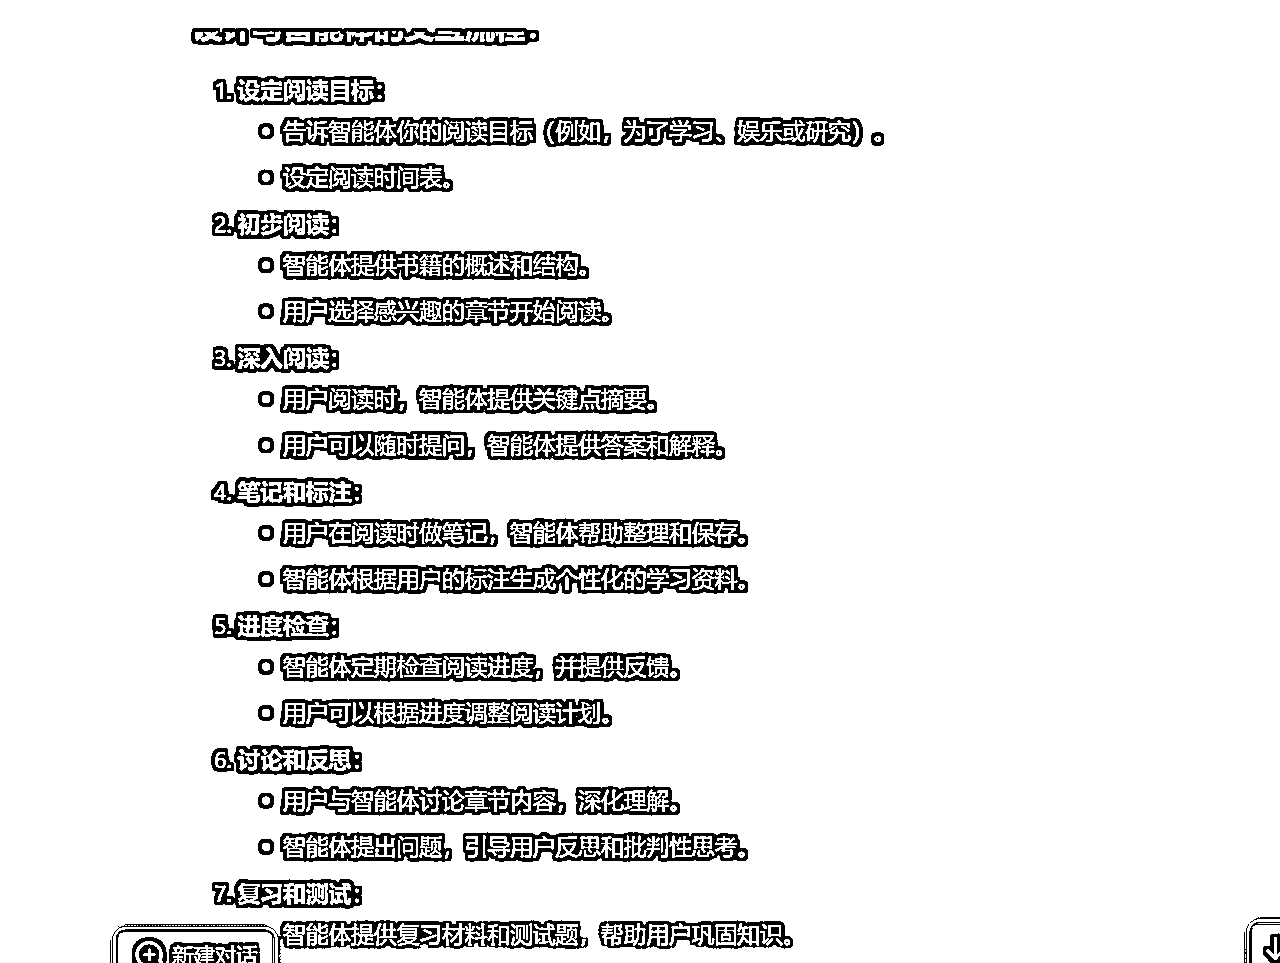 设计与智能体的交互流程：
1. 设定阅读目标：
告诉智能体你的阅读目标（例如，为了学习、娱乐或研究）。
设定阅读时间表。
2. 初步阅读：
智能体提供书籍的概述和结构。
用户选择感兴趣的章节开始阅读。
3. 深入阅读：
用户阅读时，智能体提供关键点摘要。
用户可以随时提问，智能体提供答案和解释。
4. 笔记和标注：
用户在阅读时做笔记，智能体帮助整理和保存。
智能体根据用户的标注生成个性化的学习资料。
5. 进度检查：
智能体定期检查阅读进度，并提供反馈。
用户可以根据进度调整阅读计划。
6. 讨论和反思：
用户与智能体讨论章节内容，深化理解。
智能体提出问题，引导用户反思和批判性思考。
7. 复习和测试：
智能体提供复习材料和测试题，帮助用户巩固知识。
新建对话